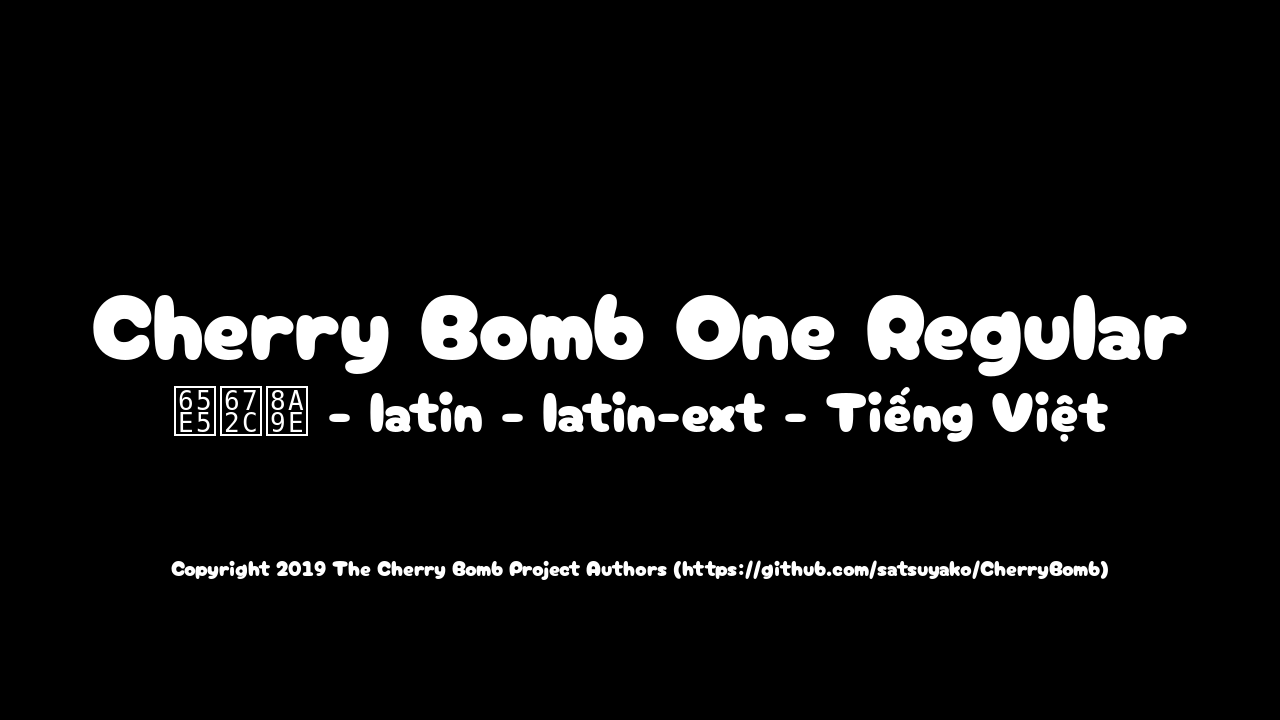 Cherry Bomb One Regular
- latin - latin-ext - Tiếng Việt
Copyright 2019 The Cherry Bomb Project Authors (https://github.com/satsuyako/CherryBomb)